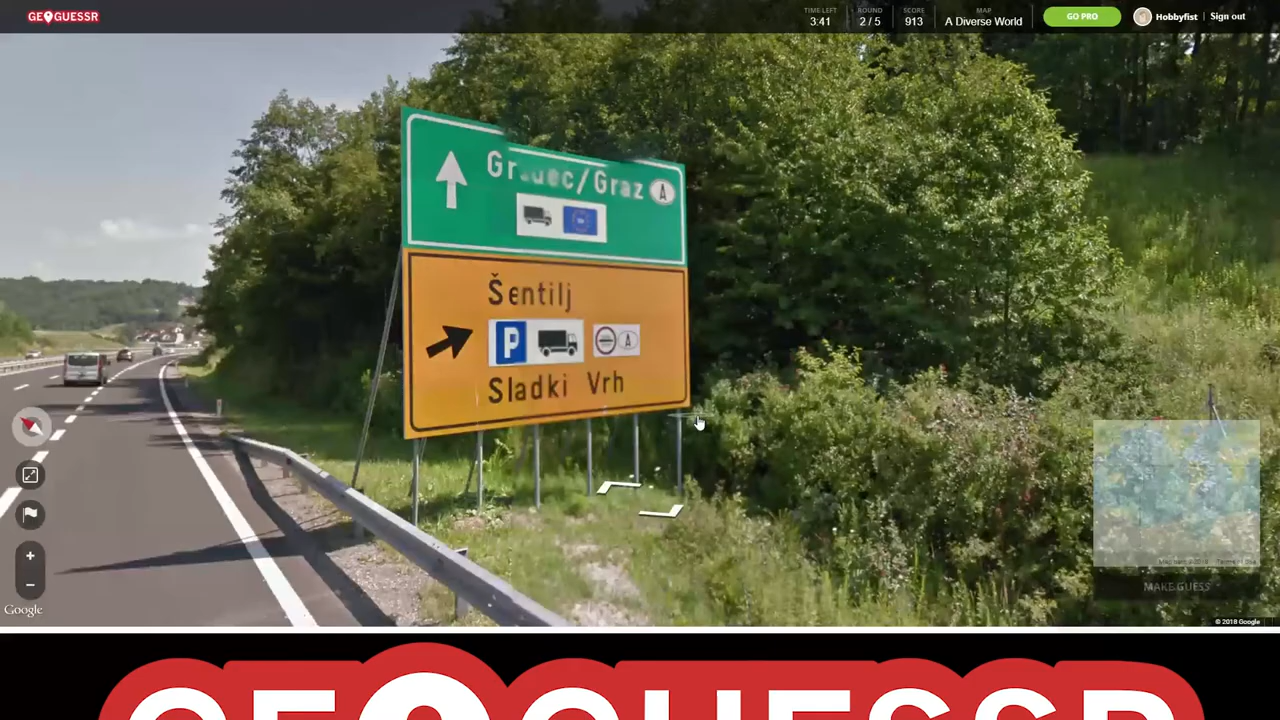 GEOGUESSR
TIME LEFT
3:41
ROUND
2 / 5
SCORE
913
MAP
A Diverse World
GO PRO
Hobbyfist
Sign out
/Graz A
Šentilj
P A
Sladki Vrh
MAKE GUESS
+
−
Google
© 2018 Google
GEOGUESSR